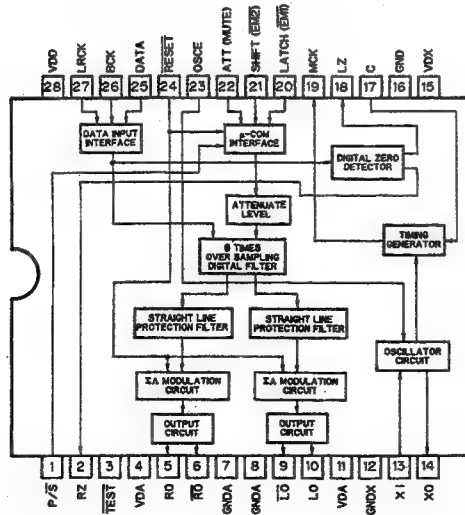 VDD
LRCK
BCK
DATA
RESET
OSCE
ATT (MUTE)
SHIFT (EM2)
LATCH (EM1)
MCK
LZ
C
GND
VDX
28 27 26 25 24 23 22 21 20 19 18 17 16 15
DATA INPUT
INTERFACE
μ-COM
INTERFACE
DIGITAL ZERO
DETECTOR
ATTENUATE
LEVEL
8 TIMES
OVER SAMPLING
DIGITAL FILTER
TIMING
GENERATOR
STRAIGHT LINE
PROTECTION FILTER
STRAIGHT LINE
PROTECTION FILTER
OSCILLATOR
CIRCUIT
ΣΔ MODULATION
CIRCUIT
ΣΔ MODULATION
CIRCUIT
OUTPUT
CIRCUIT
OUTPUT
CIRCUIT
1 2 3 4 5 6 7 8 9 10 11 12 13 14
P/S
RZ
TEST
VDA
RO
RO
GNDA
GNDA
LO
LO
VDA
GNDX
XI
XO